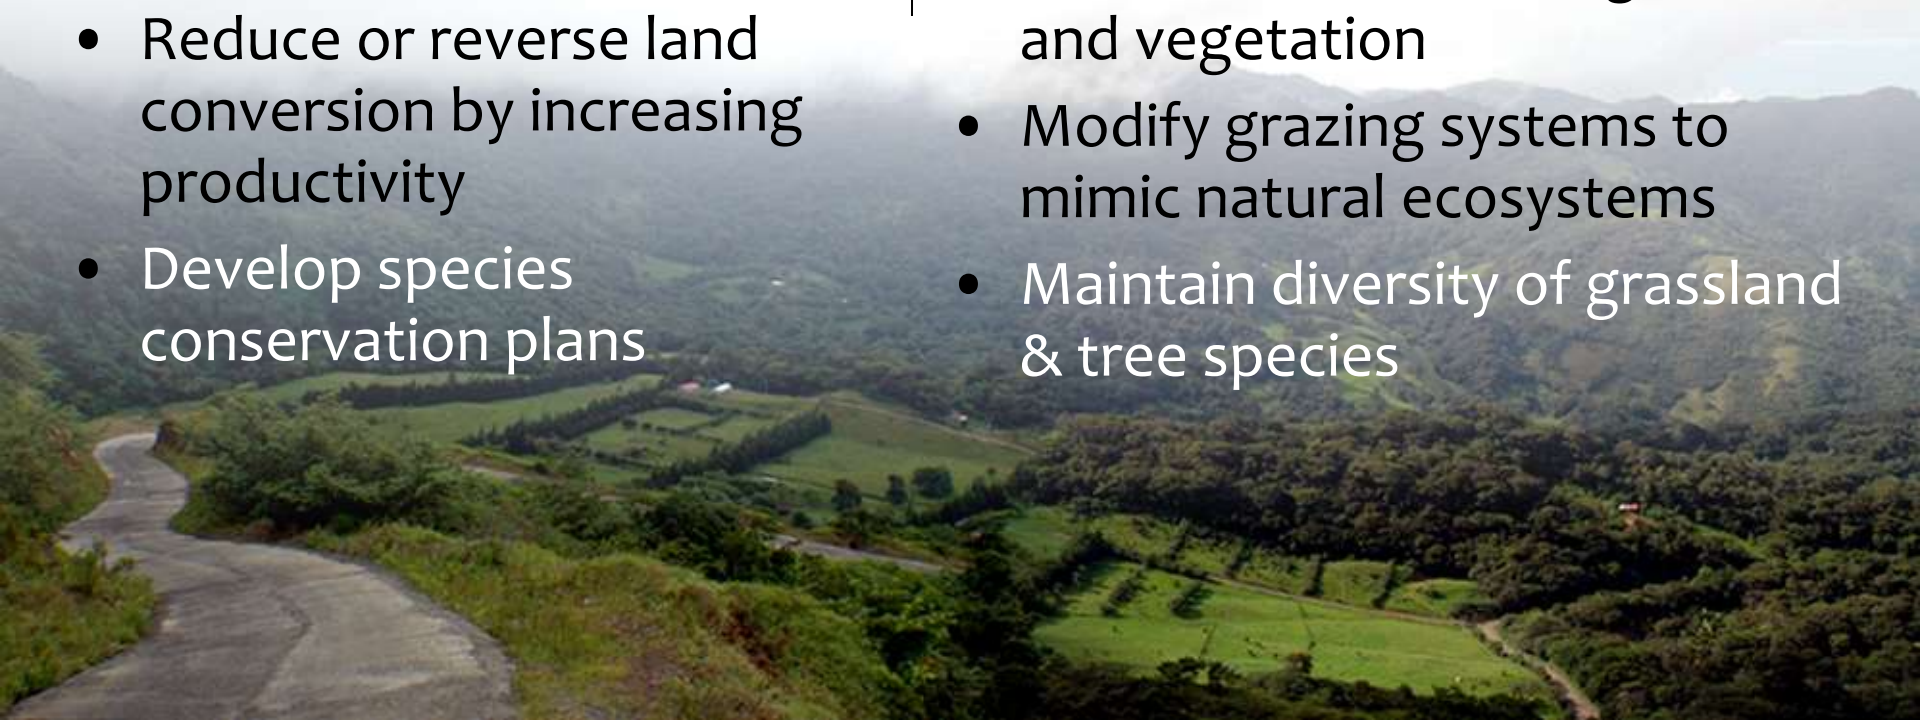 • Reduce or reverse land
conversion by increasing
productivity
• Develop species
conservation plans
and vegetation
• Modify grazing systems to
mimic natural ecosystems
• Maintain diversity of grassland
& tree species